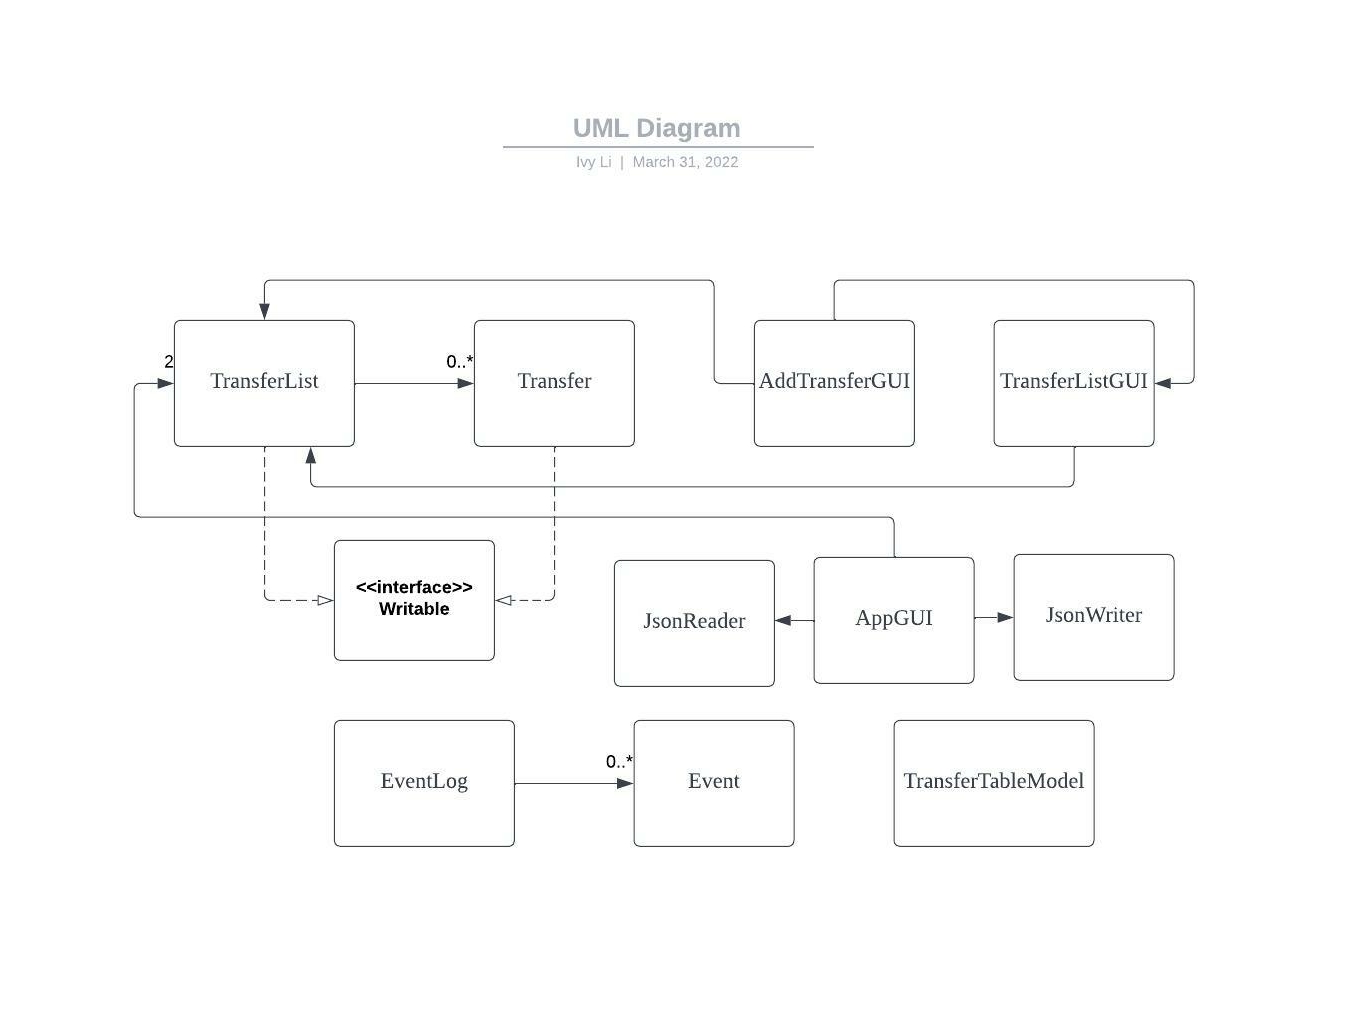 UML Diagram
Ivy Li | March 31, 2022
2
0..*
TransferList
Transfer
AddTransferGUI
TransferListGUI
<<interface>>
Writable
JsonReader
AppGUI
JsonWriter
0..*
EventLog
Event
TransferTableModel